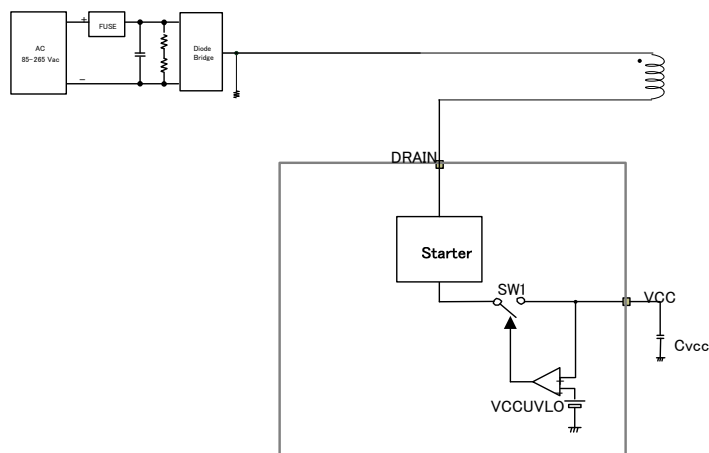 +
FUSE
AC
85-265 Vac
Diode
Bridge
−
DRAIN
Starter
SW1
VCC
Cvcc
+
VCCUVLO